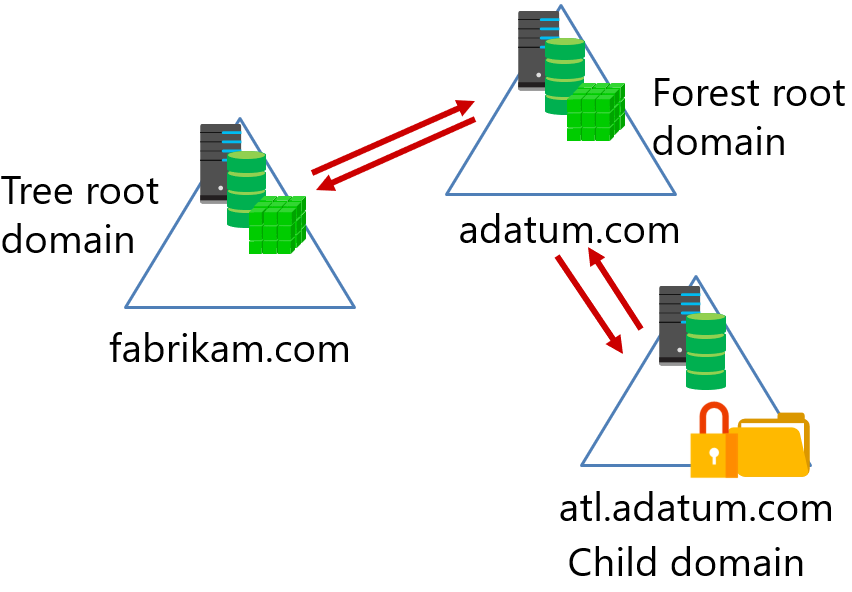 Forest root
domain
Tree root
domain
adatum.com
fabrikam.com
atl.adatum.com
Child domain